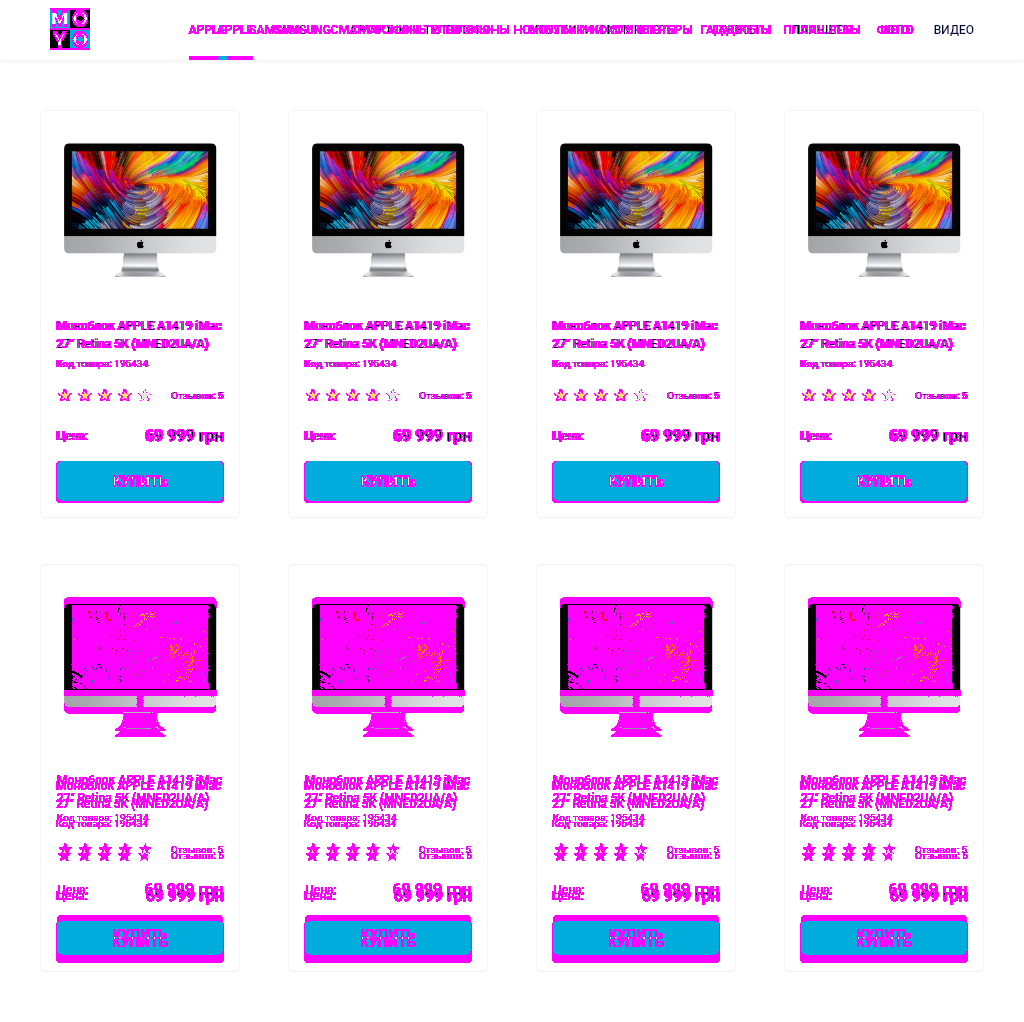 MOYO
APPLE SAMSUNG СМАРТФОНЫ НОУТБУКИ И КОМПЬЮТЕРЫ ГАДЖЕТЫ ПЛАНШЕТЫ ФОТО ВИДЕО
Моноблок APPLE A1419 iMac
27" Retina 5K (MNED2UA/A)
Код товара: 195434
Отзывов: 5
Цена: 69 999 грн
КУПИТЬ
Моноблок APPLE A1419 iMac
27" Retina 5K (MNED2UA/A)
Код товара: 195434
Отзывов: 5
Цена: 69 999 грн
КУПИТЬ
Моноблок APPLE A1419 iMac
27" Retina 5K (MNED2UA/A)
Код товара: 195434
Отзывов: 5
Цена: 69 999 грн
КУПИТЬ
Моноблок APPLE A1419 iMac
27" Retina 5K (MNED2UA/A)
Код товара: 195434
Отзывов: 5
Цена: 69 999 грн
КУПИТЬ
Моноблок APPLE A1419 iMac
27" Retina 5K (MNED2UA/A)
Код товара: 195434
Отзывов: 5
Цена: 69 999 грн
КУПИТЬ
Моноблок APPLE A1419 iMac
27" Retina 5K (MNED2UA/A)
Код товара: 195434
Отзывов: 5
Цена: 69 999 грн
КУПИТЬ
Моноблок APPLE A1419 iMac
27" Retina 5K (MNED2UA/A)
Код товара: 195434
Отзывов: 5
Цена: 69 999 грн
КУПИТЬ
Моноблок APPLE A1419 iMac
27" Retina 5K (MNED2UA/A)
Код товара: 195434
Отзывов: 5
Цена: 69 999 грн
КУПИТЬ